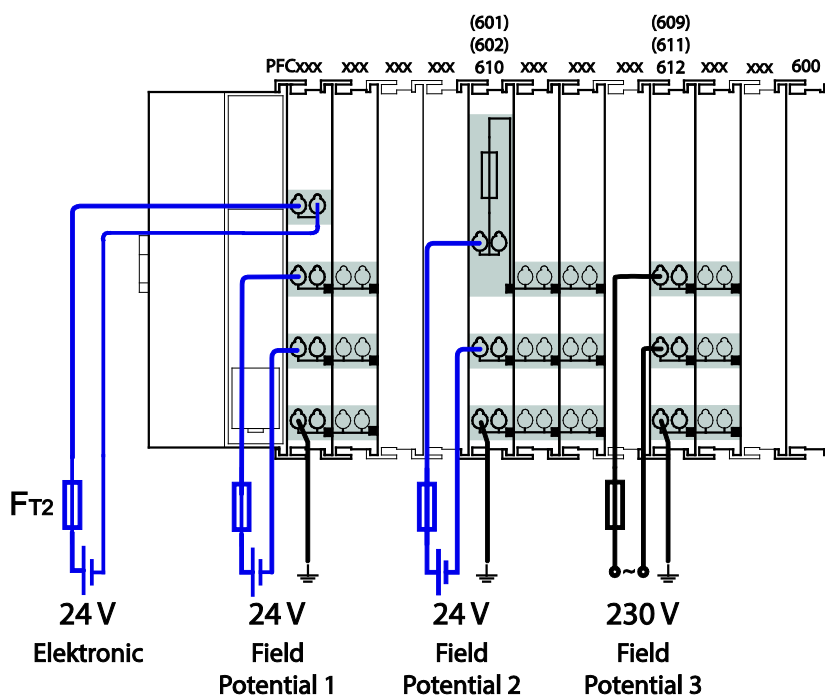 (601) (609)
(602) (611)
PFCxxx xxx xxx xxx 610 xxx xxx xxx 612 xxx xxx 600
FT2
~
24 V 24 V 24 V 230 V
Elektronic Field Field Field
Potential 1 Potential 2 Potential 3